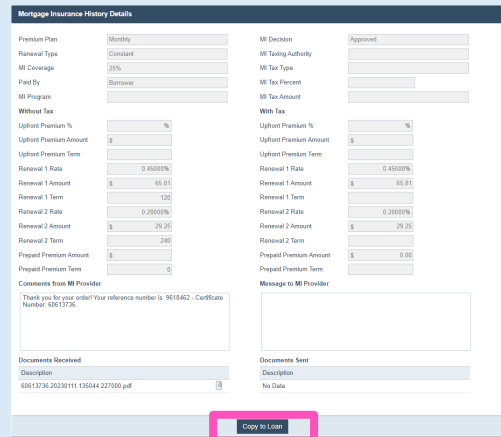 Mortgage Insurance History Details
Premium Plan Monthly MI Decision Approved
Renewal Type Constant MI Taxing Authority
MI Coverage 25% MI Tax Type
Paid By Borrower MI Tax Percent
MI Program MI Tax Amount
Without Tax With Tax
Upfront Premium % % Upfront Premium % %
Upfront Premium Amount $ Upfront Premium Amount $
Upfront Premium Term Upfront Premium Term
Renewal 1 Rate 0.45000% Renewal 1 Rate 0.45000%
Renewal 1 Amount $ 65.81 Renewal 1 Amount $ 65.81
Renewal 1 Term 120 Renewal 1 Term
Renewal 2 Rate 0.20000% Renewal 2 Rate 0.20000%
Renewal 2 Amount $ 29.25 Renewal 2 Amount $ 29.25
Renewal 2 Term 240 Renewal 2 Term
Prepaid Premium Amount $ Prepaid Premium Amount $ 0.00
Prepaid Premium Term 0 Prepaid Premium Term
Comments from MI Provider Message to MI Provider
Thank you for your order! Your reference number is: 9618462 - Certificate
Number: 60613736.
Documents Received Documents Sent
Description Description
60613736.20230111.135044.227000.pdf No Data
Copy to Loan